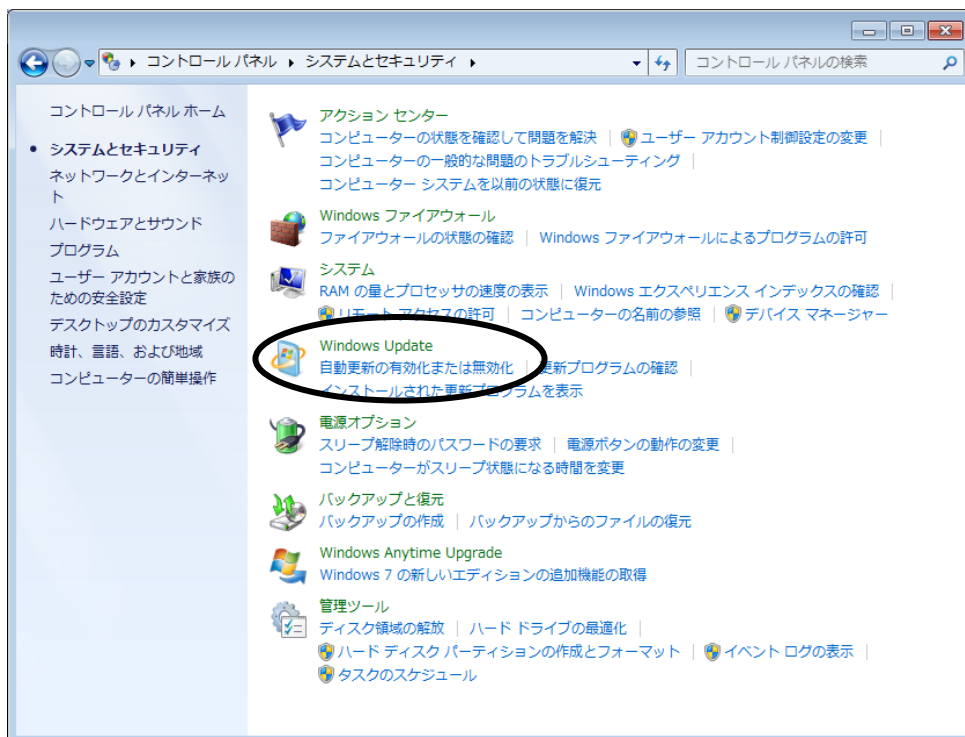 コントロール パネル システムとセキュリティ コントロール パネルの検索
コントロール パネル ホーム
システムとセキュリティ
ネットワークとインターネッ
ト
ハードウェアとサウンド
プログラム
ユーザー アカウントと家族の
ための安全設定
デスクトップのカスタマイズ
時計、言語、および地域
コンピューターの簡単操作
アクション センター
コンピューターの状態を確認して問題を解決 ユーザー アカウント制御設定の変更
コンピューターの一般的な問題のトラブルシューティング
コンピューター システムを以前の状態に復元
Windows ファイアウォール
ファイアウォールの状態の確認 Windows ファイアウォールによるプログラムの許可
システム
RAM の量とプロセッサの速度の表示 Windows エクスペリエンス インデックスの確認
リモート アクセスの許可 コンピューターの名前の参照 デバイス マネージャー
Windows Update
自動更新の有効化または無効化 更新プログラムの確認
インストールされた更新プログラムを表示
電源オプション
スリープ解除時のパスワードの要求 電源ボタンの動作の変更
コンピューターがスリープ状態になる時間を変更
バックアップと復元
バックアップの作成 バックアップからのファイルの復元
Windows Anytime Upgrade
Windows 7 の新しいエディションの追加機能の取得
管理ツール
ディスク領域の解放 ハード ドライブの最適化
ハード ディスク パーティションの作成とフォーマット イベント ログの表示
タスクのスケジュール